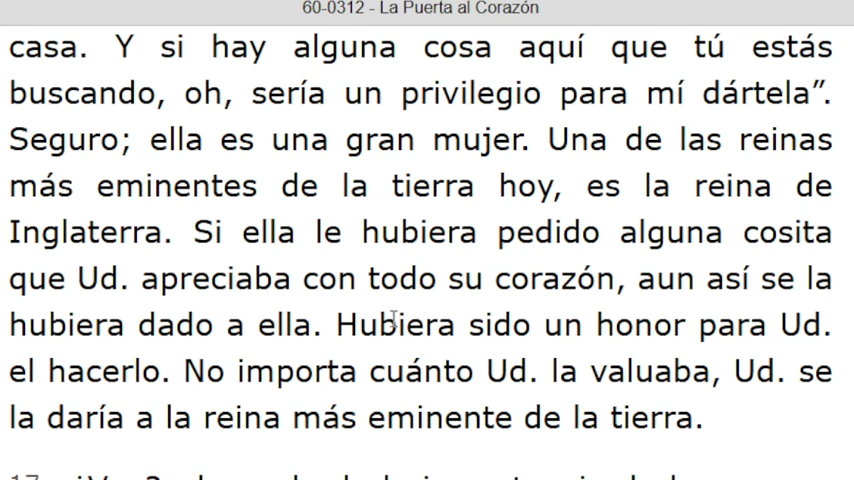 60-0312 - La Puerta al Corazón
casa. Y si hay alguna cosa aquí que tú estás
buscando, oh, sería un privilegio para mí dártela”.
Seguro; ella es una gran mujer. Una de las reinas
más eminentes de la tierra hoy, es la reina de
Inglaterra. Si ella le hubiera pedido alguna cosita
que Ud. apreciaba con todo su corazón, aun así se la
hubiera dado a ella. Hubiera sido un honor para Ud.
el hacerlo. No importa cuánto Ud. la valuaba, Ud. se
la daría a la reina más eminente de la tierra.